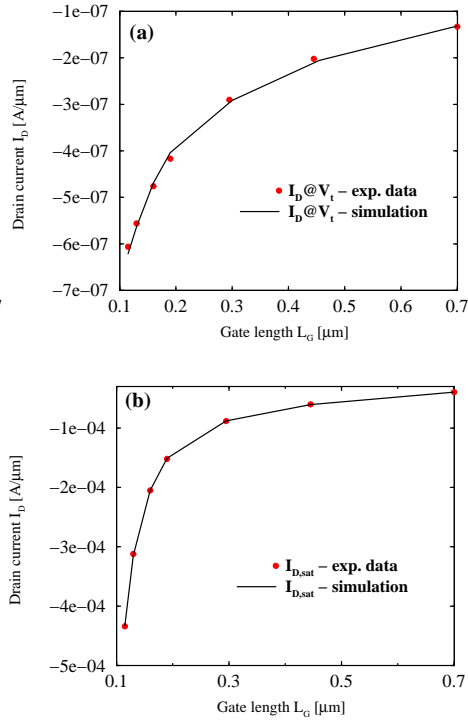 −1e−07
(a)
−2e−07
−3e−07
−4e−07
−5e−07
−6e−07
−7e−07
Drain current I_D [A/μm]
I_D@V_t – exp. data
I_D@V_t – simulation
0.1 0.2 0.3 0.4 0.5 0.6 0.7
Gate length L_G [μm]
(b)
−1e−04
−2e−04
−3e−04
−4e−04
−5e−04
Drain current I_D [A/μm]
I_D,sat – exp. data
I_D,sat – simulation
0.1 0.3 0.5 0.7
Gate length L_G [μm]